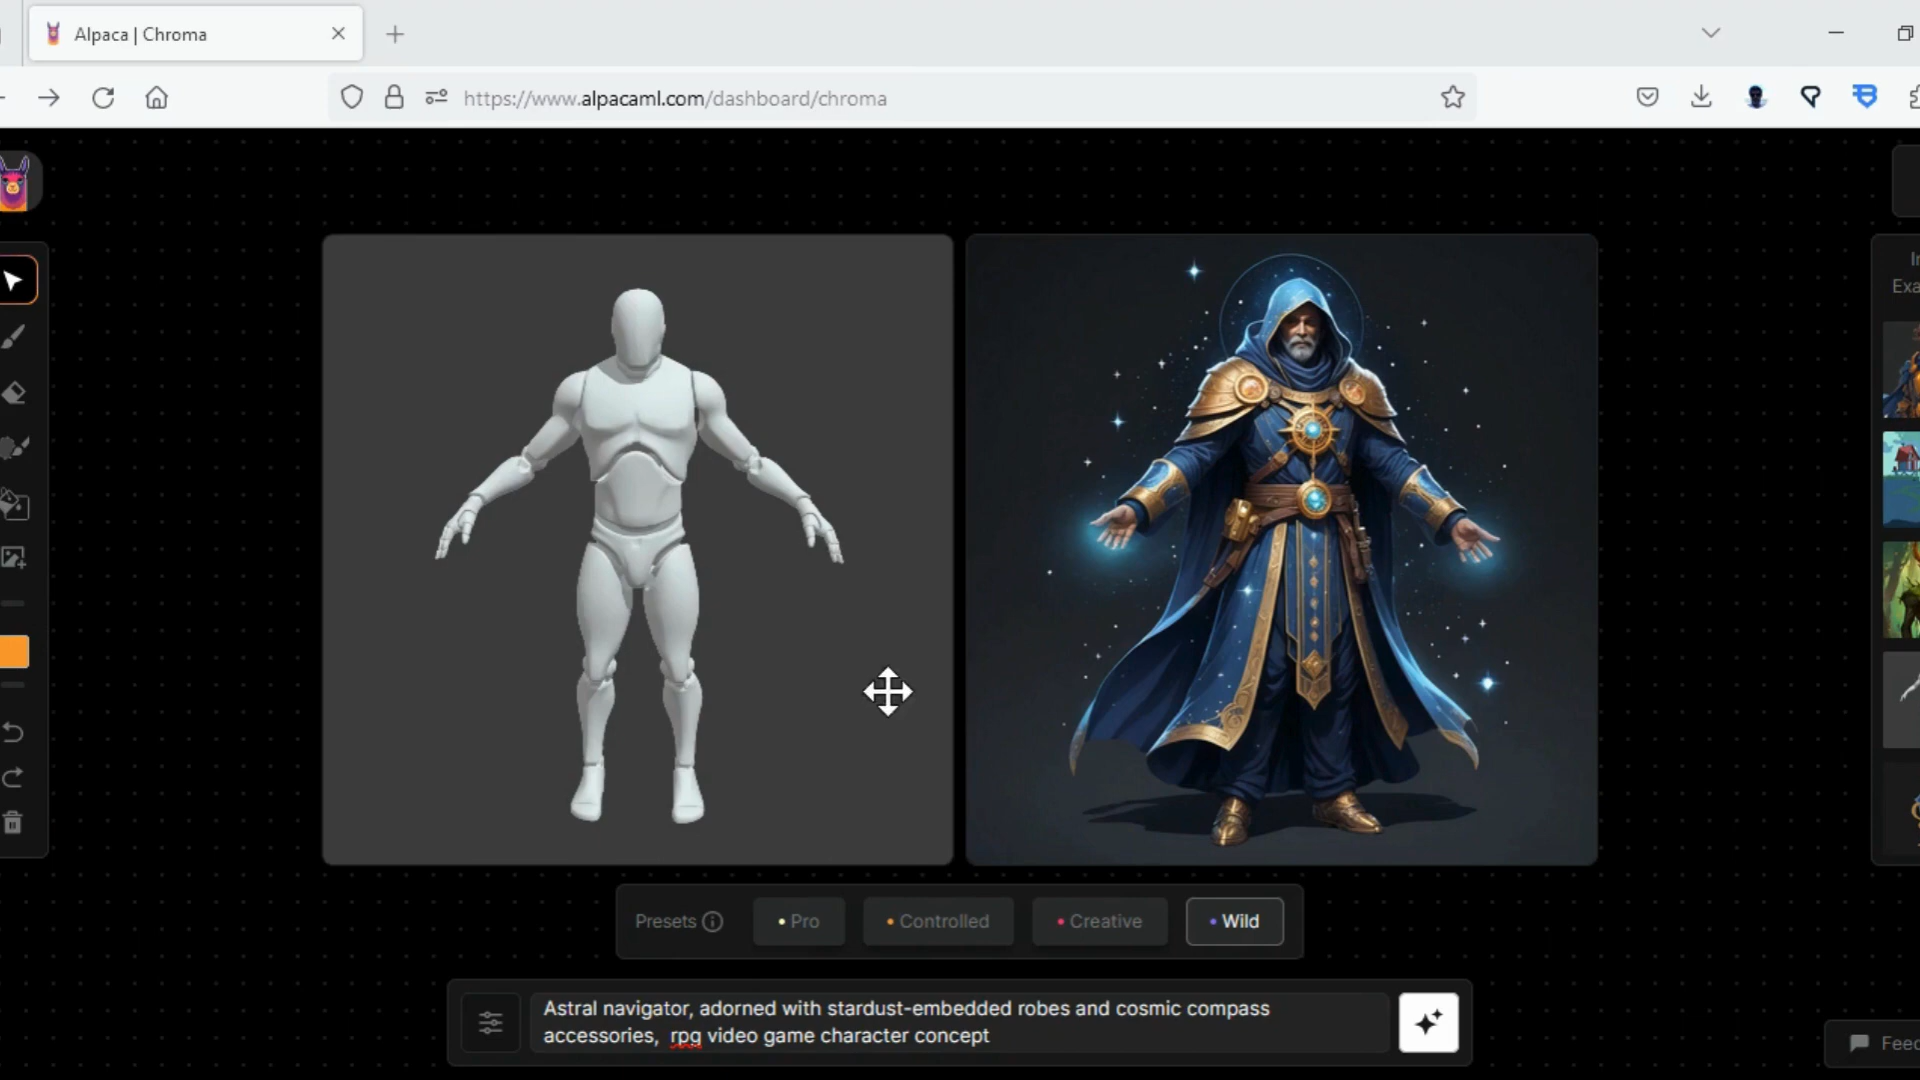 Alpaca | Chroma
https://www.alpacaml.com/dashboard/chroma
Presets
Pro
Controlled
Creative
Wild
Astral navigator, adorned with stardust-embedded robes and cosmic compass
accessories,  rpg video game character concept